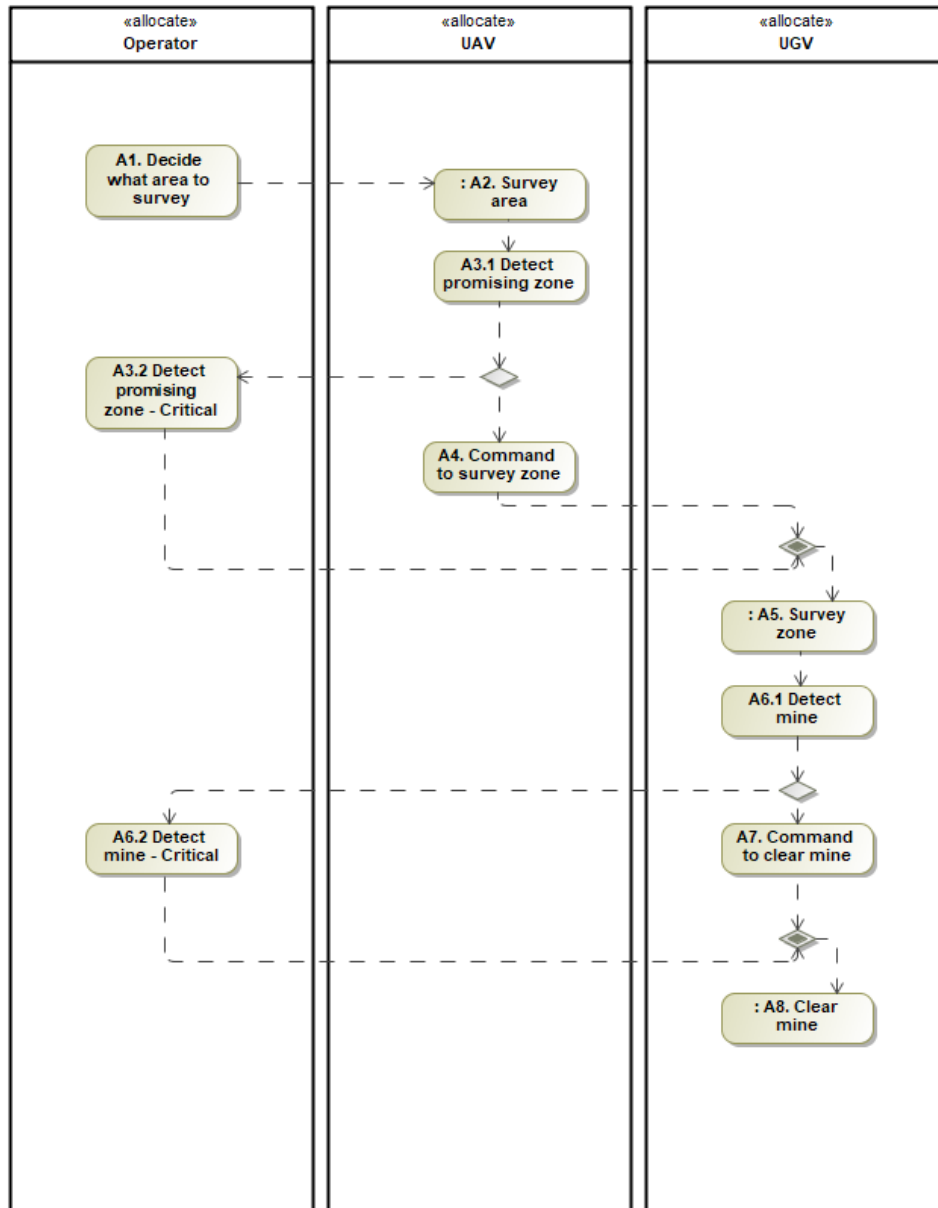 «allocate»
Operator
«allocate»
UAV
«allocate»
UGV
A1. Decide
what area to
survey
: A2. Survey
area
A3.1 Detect
promising zone
A3.2 Detect
promising
zone - Critical
A4. Command
to survey zone
: A5. Survey
zone
A6.1 Detect
mine
A6.2 Detect
mine - Critical
A7. Command
to clear mine
: A8. Clear
mine